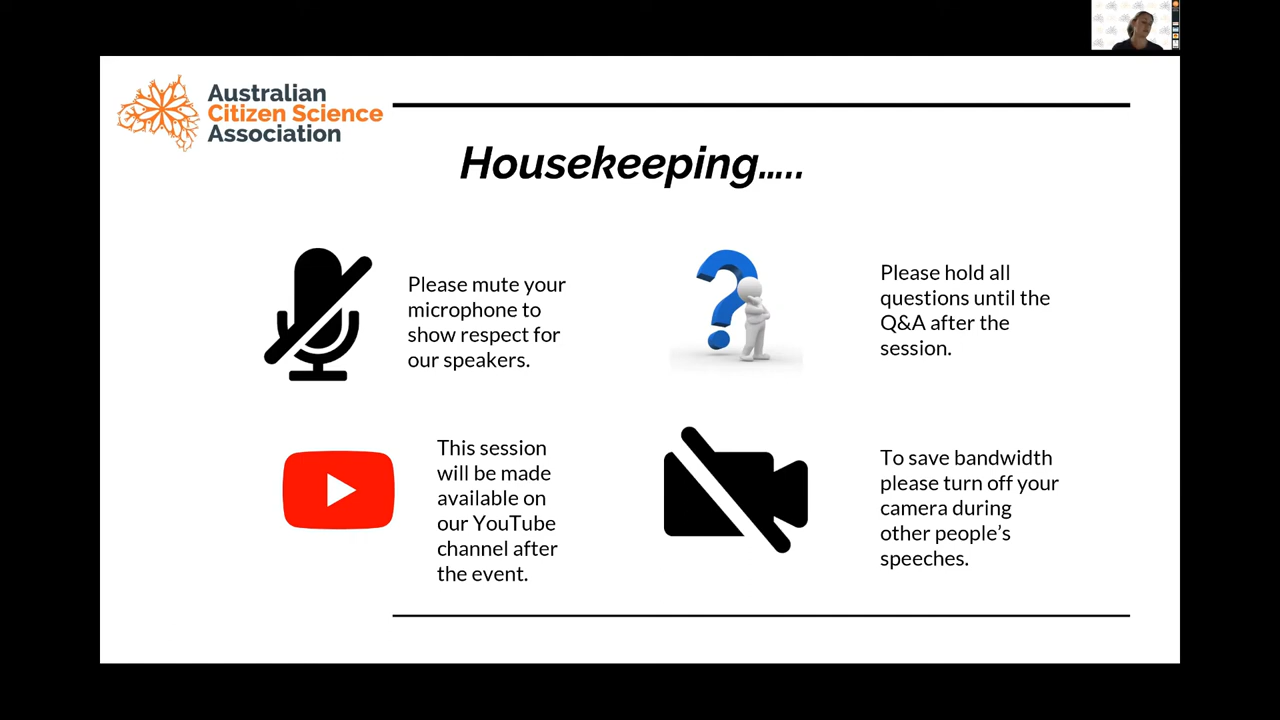 Australian
Citizen Science
Association
Housekeeping.....
Please mute your
microphone to
show respect for
our speakers.
Please hold all
questions until the
Q&A after the
session.
This session
will be made
available on
our YouTube
channel after
the event.
To save bandwidth
please turn off your
camera during
other people’s
speeches.